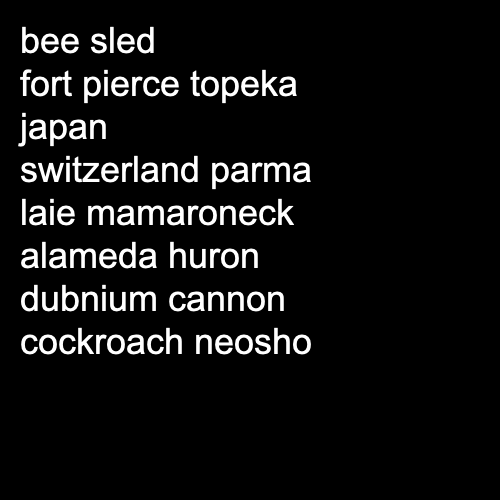 bee sled
fort pierce topeka
japan
switzerland parma
laie mamaroneck
alameda huron
dubnium cannon
cockroach neosho